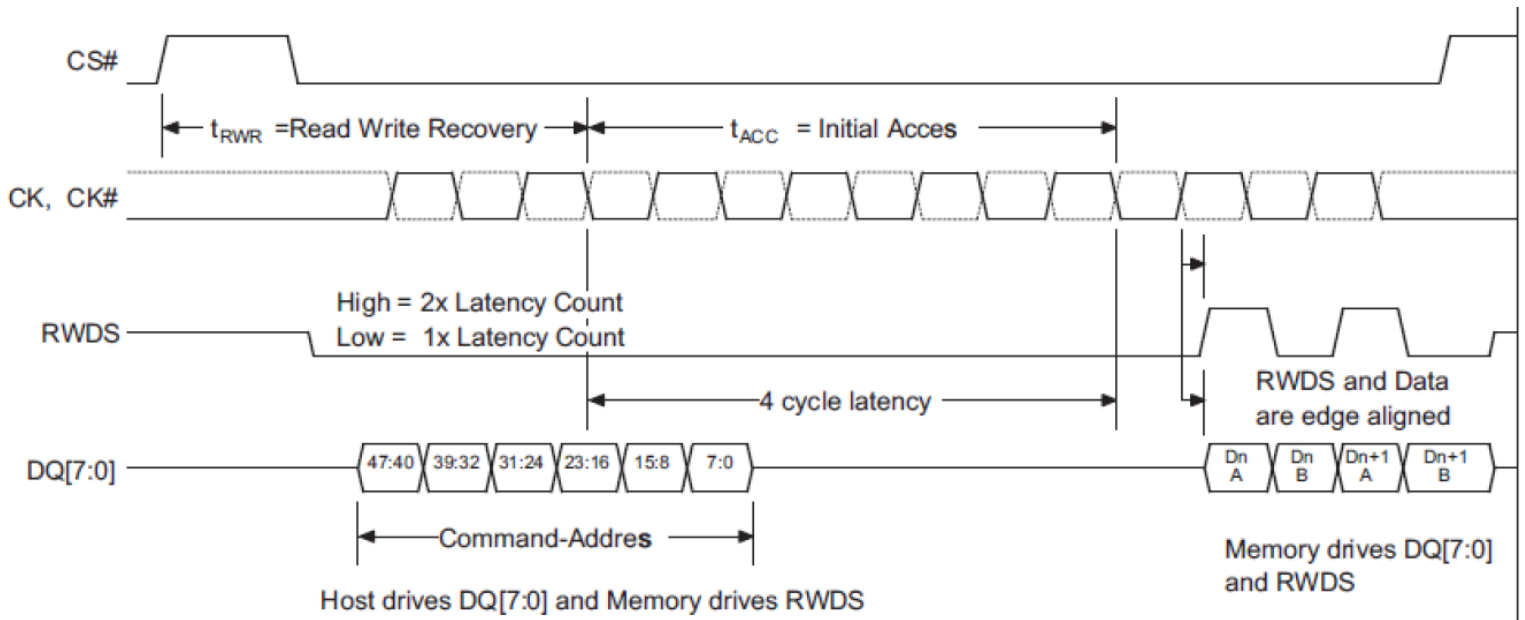 CS#
tRWR =Read Write Recovery
tACC = Initial Acces
CK, CK#
High = 2x Latency Count
RWDS
Low = 1x Latency Count
4 cycle latency
RWDS and Data
are edge aligned
DQ[7:0]
47:40 39:32 31:24 23:16 15:8 7:0
Dn A
Dn B
Dn+1 A
Dn+1 B
Command-Addres
Memory drives DQ[7:0]
and RWDS
Host drives DQ[7:0] and Memory drives RWDS